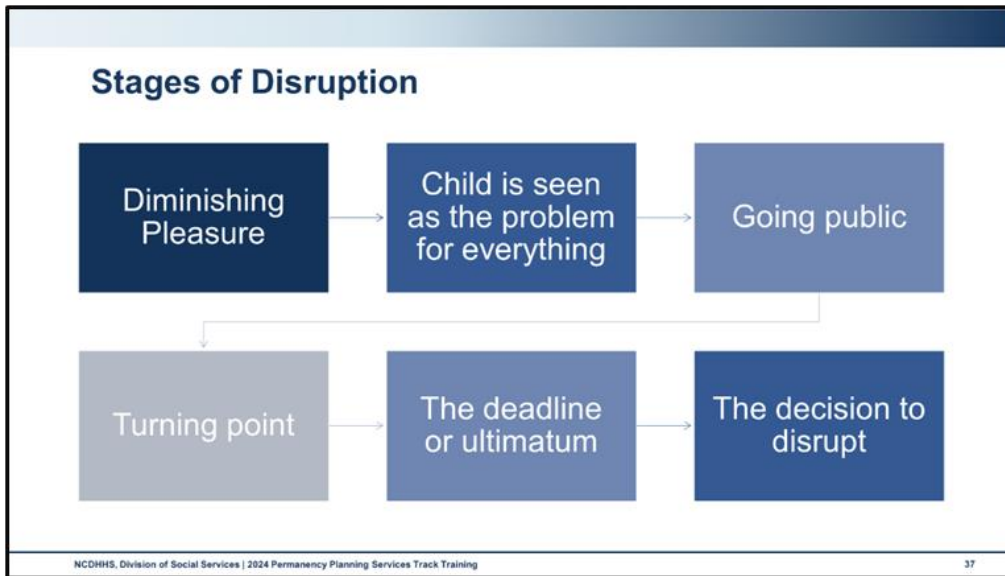 Stages of Disruption
Diminishing
Pleasure
Child is seen
as the problem
for everything
Going public
Turning point
The deadline
or ultimatum
The decision to
disrupt
NCDHHS, Division of Social Services | 2024 Permanency Planning Services Track Training
37